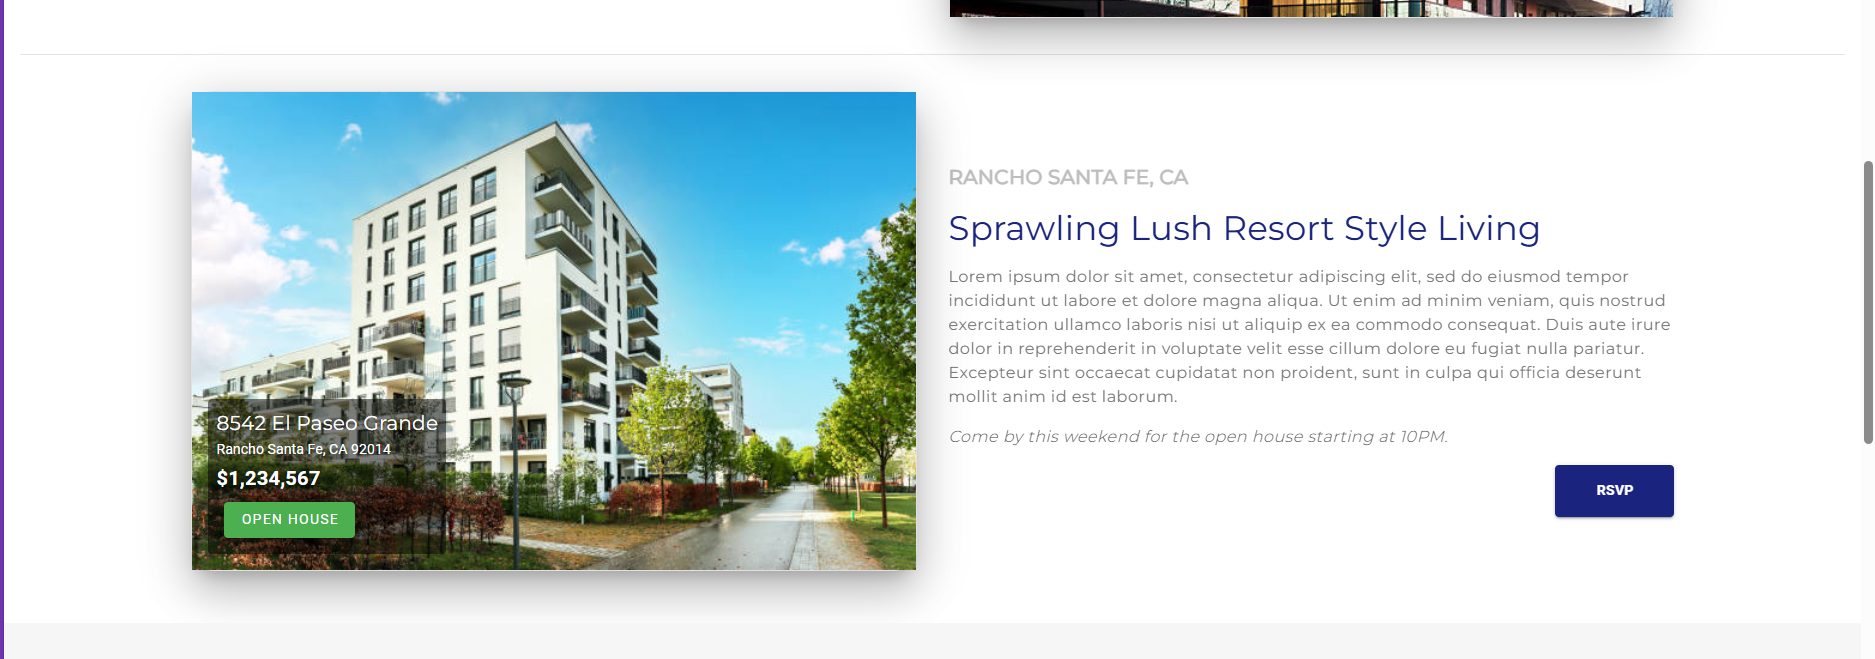 8542 El Paseo Grande
Rancho Santa Fe, CA 92014
$1,234,567
OPEN HOUSE
RANCHO SANTA FE, CA
Sprawling Lush Resort Style Living
Lorem ipsum dolor sit amet, consectetur adipiscing elit, sed do eiusmod tempor
incididunt ut labore et dolore magna aliqua. Ut enim ad minim veniam, quis nostrud
exercitation ullamco laboris nisi ut aliquip ex ea commodo consequat. Duis aute irure
dolor in reprehenderit in voluptate velit esse cillum dolore eu fugiat nulla pariatur.
Excepteur sint occaecat cupidatat non proident, sunt in culpa qui officia deserunt
mollit anim id est laborum.
Come by this weekend for the open house starting at 10PM.
RSVP